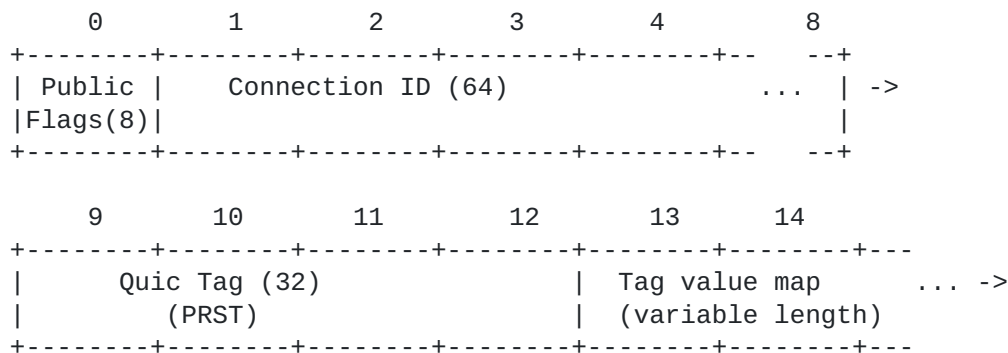 0        1        2        3        4            8
+--------+--------+--------+--------+--------+--   --+
| Public |    Connection ID (64)                ...  | ->
|Flags(8)|                                           |
+--------+--------+--------+--------+--------+--   --+

     9       10       11        12       13      14
+--------+--------+--------+--------+--------+--------+---
|      Quic Tag (32)                |  Tag value map      ... ->
|         (PRST)                    |  (variable length)
+--------+--------+--------+--------+--------+--------+---